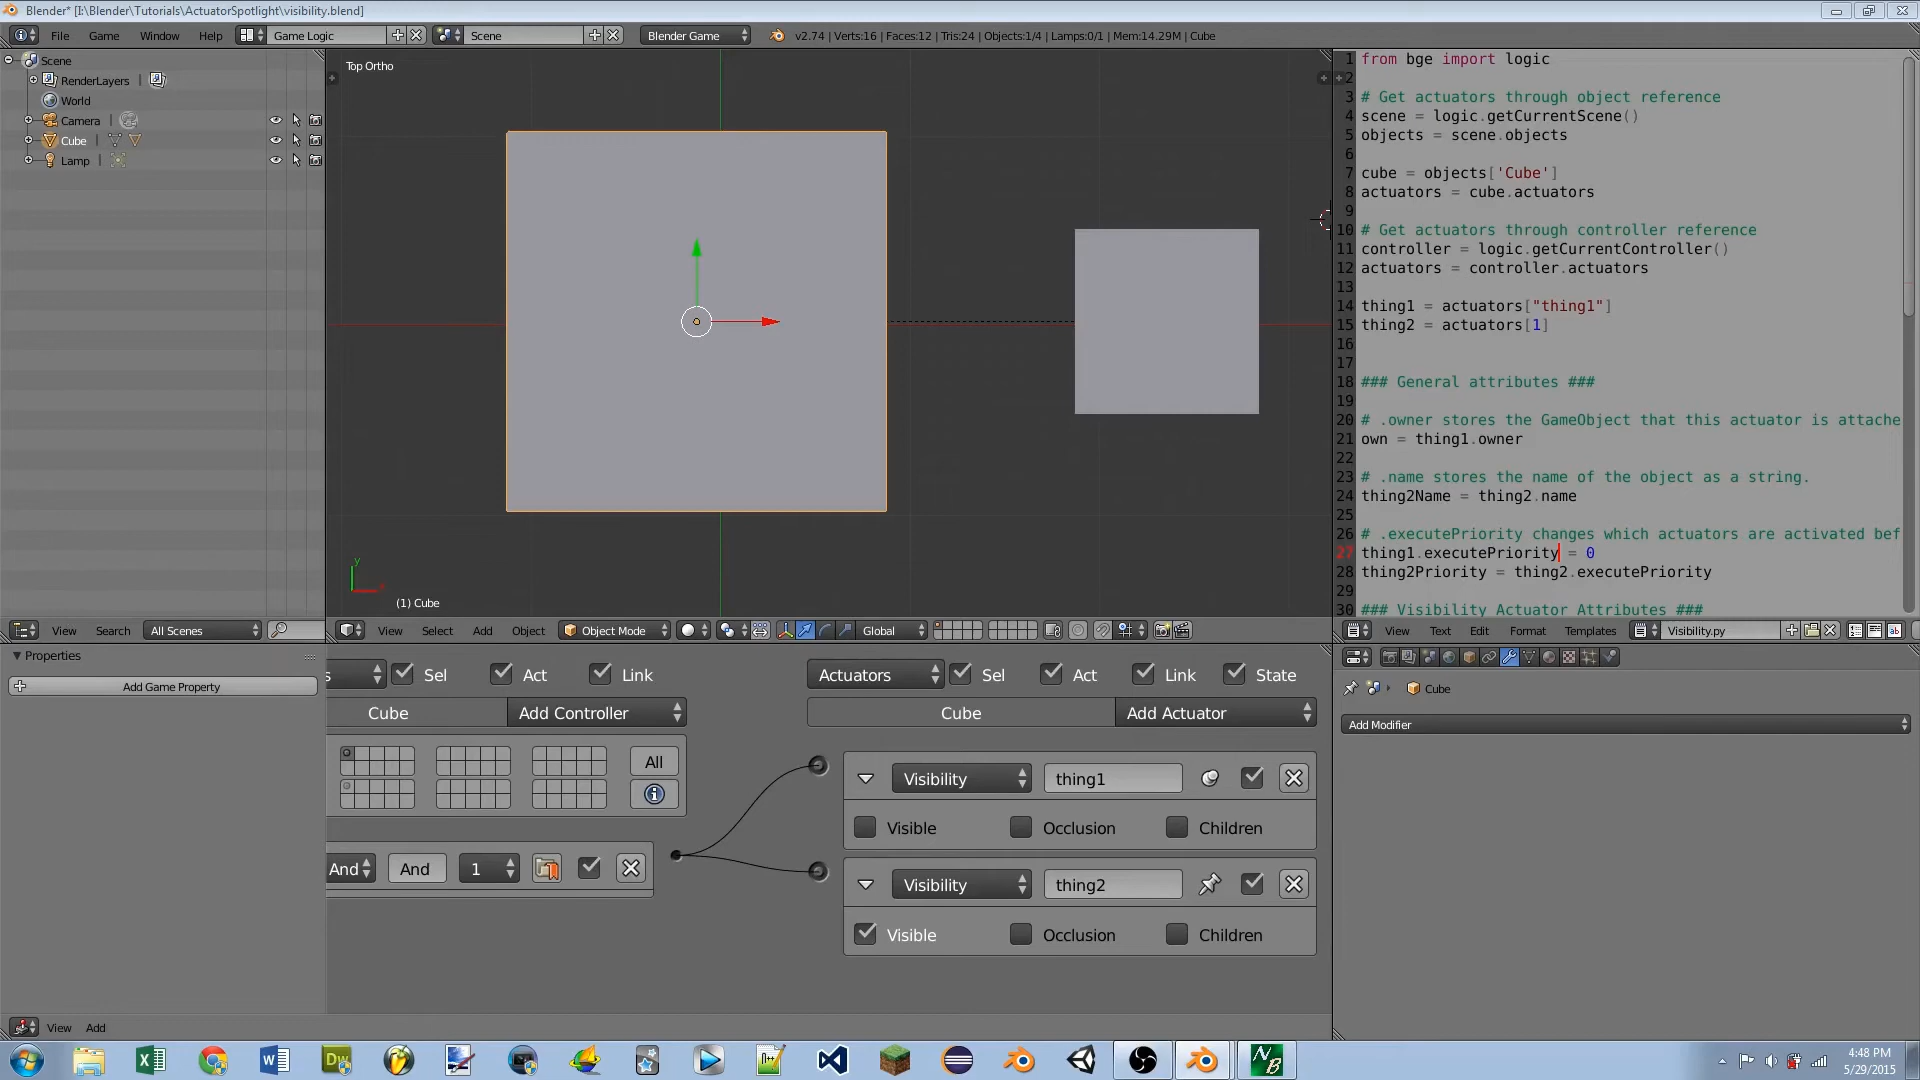 Blender* [I:\Blender\Tutorials\ActuatorSpotlight\visibility.blend]
File Game Window Help Game Logic Scene Blender Game v2.74 | Verts:16 | Faces:12 | Tris:24 | Objects:1/4 | Lamps:0/1 | Mem:14.29M | Cube
Scene
RenderLayers
World
Camera
Cube
Lamp
View Search All Scenes
Top Ortho
y
(1) Cube
View Select Add Object Object Mode Global
1 from bge import logic
2
3 # Get actuators through object reference
4 scene = logic.getCurrentScene()
5 objects = scene.objects
6
7 cube = objects['Cube']
8 actuators = cube.actuators
9
10 # Get actuators through controller reference
11 controller = logic.getCurrentController()
12 actuators = controller.actuators
13
14 thing1 = actuators["thing1"]
15 thing2 = actuators[1]
16
17
18 ### General attributes ###
19
20 # .owner stores the GameObject that this actuator is attache
21 own = thing1.owner
22
23 # .name stores the name of the object as a string.
24 thing2Name = thing2.name
25
26 # .executePriority changes which actuators are activated bef
27 thing1.executePriority = 0
28 thing2Priority = thing2.executePriority
29
30 ### Visibility Actuator Attributes ###
View Text Edit Format Templates Visibility.py
Properties
Add Game Property
s Sel Act Link
Cube Add Controller
All
And And 1
Actuators Sel Act Link State
Cube Add Actuator
Visibility thing1
Visible Occlusion Children
Visibility thing2
Visible Occlusion Children
View Add
Cube
Add Modifier
4:48 PM
5/29/2015